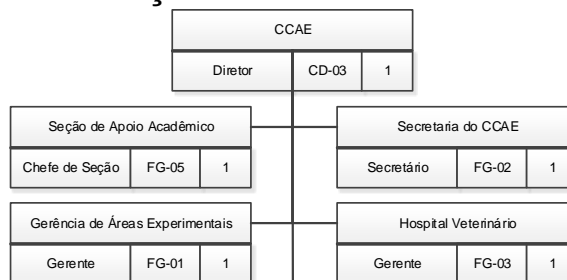 CCAE
Diretor CD-03 1
Seção de Apoio Acadêmico
Chefe de Seção FG-05 1
Secretaria do CCAE
Secretário FG-02 1
Gerência de Áreas Experimentais
Gerente FG-01 1
Hospital Veterinário
Gerente FG-03 1